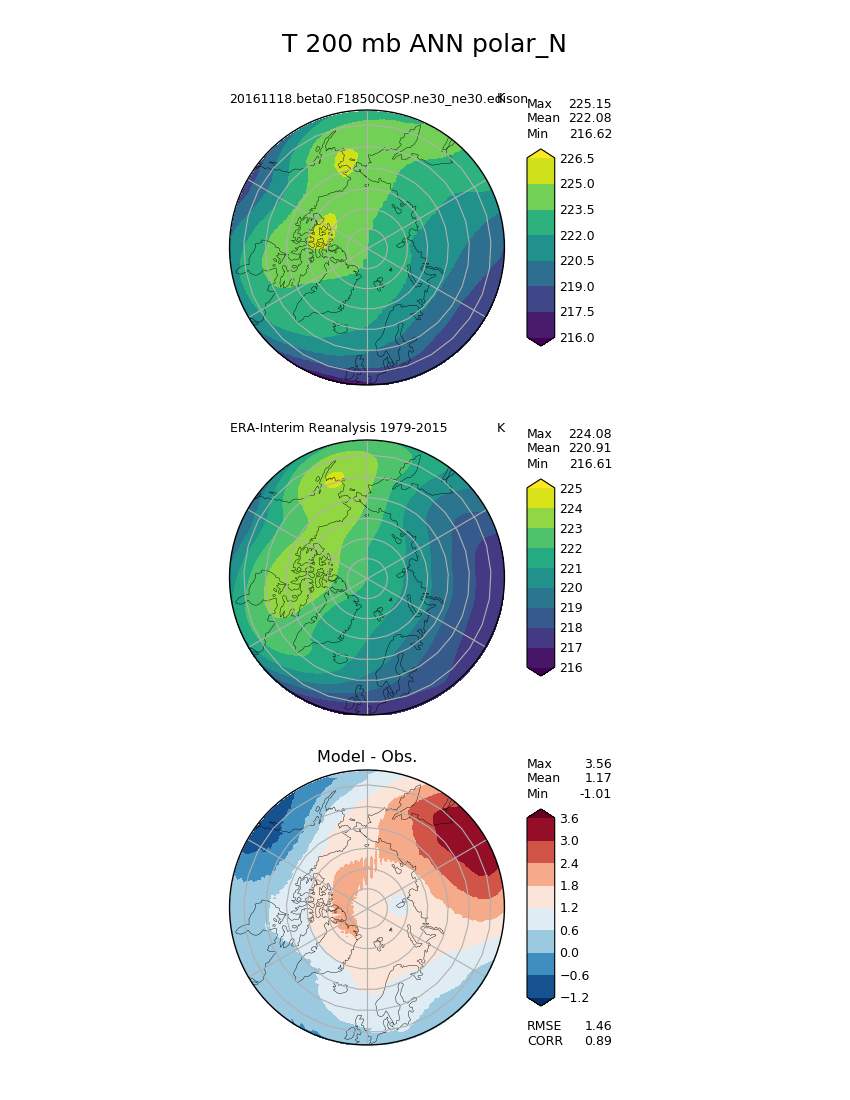 T 200 mb ANN polar_N
20161118.beta0.F1850COSP.ne30_ne30.edison K
Max 225.15
Mean 222.08
Min 216.62
226.5
225.0
223.5
222.0
220.5
219.0
217.5
216.0
ERA-Interim Reanalysis 1979-2015 K
Max 224.08
Mean 220.91
Min 216.61
225
224
223
222
221
220
219
218
217
216
Model - Obs.
Max 3.56
Mean 1.17
Min -1.01
3.6
3.0
2.4
1.8
1.2
0.6
0.0
−0.6
−1.2
RMSE 1.46
CORR 0.89